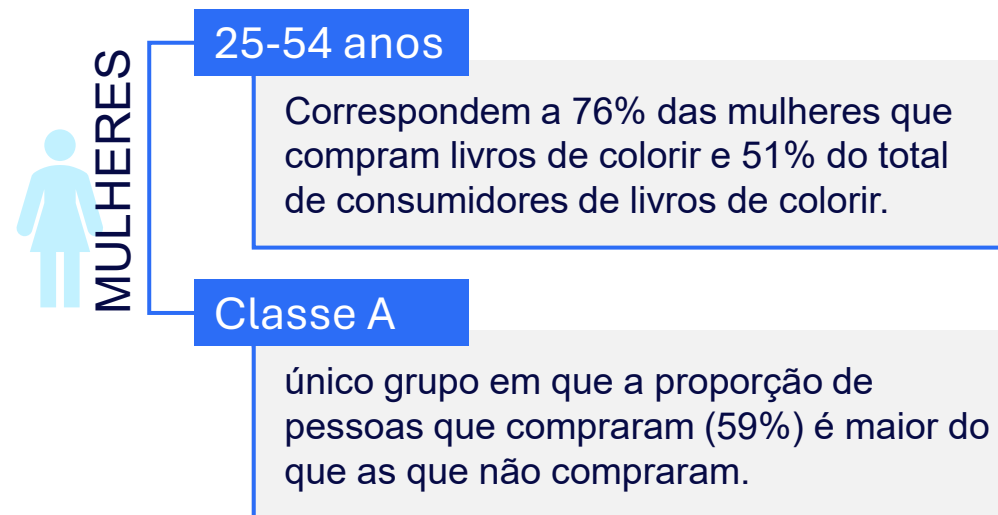 MULHERES
25-54 anos
Correspondem a 76% das mulheres que
compram livros de colorir e 51% do total
de consumidores de livros de colorir.
Classe A
único grupo em que a proporção de
pessoas que compraram (59%) é maior do
que as que não compraram.